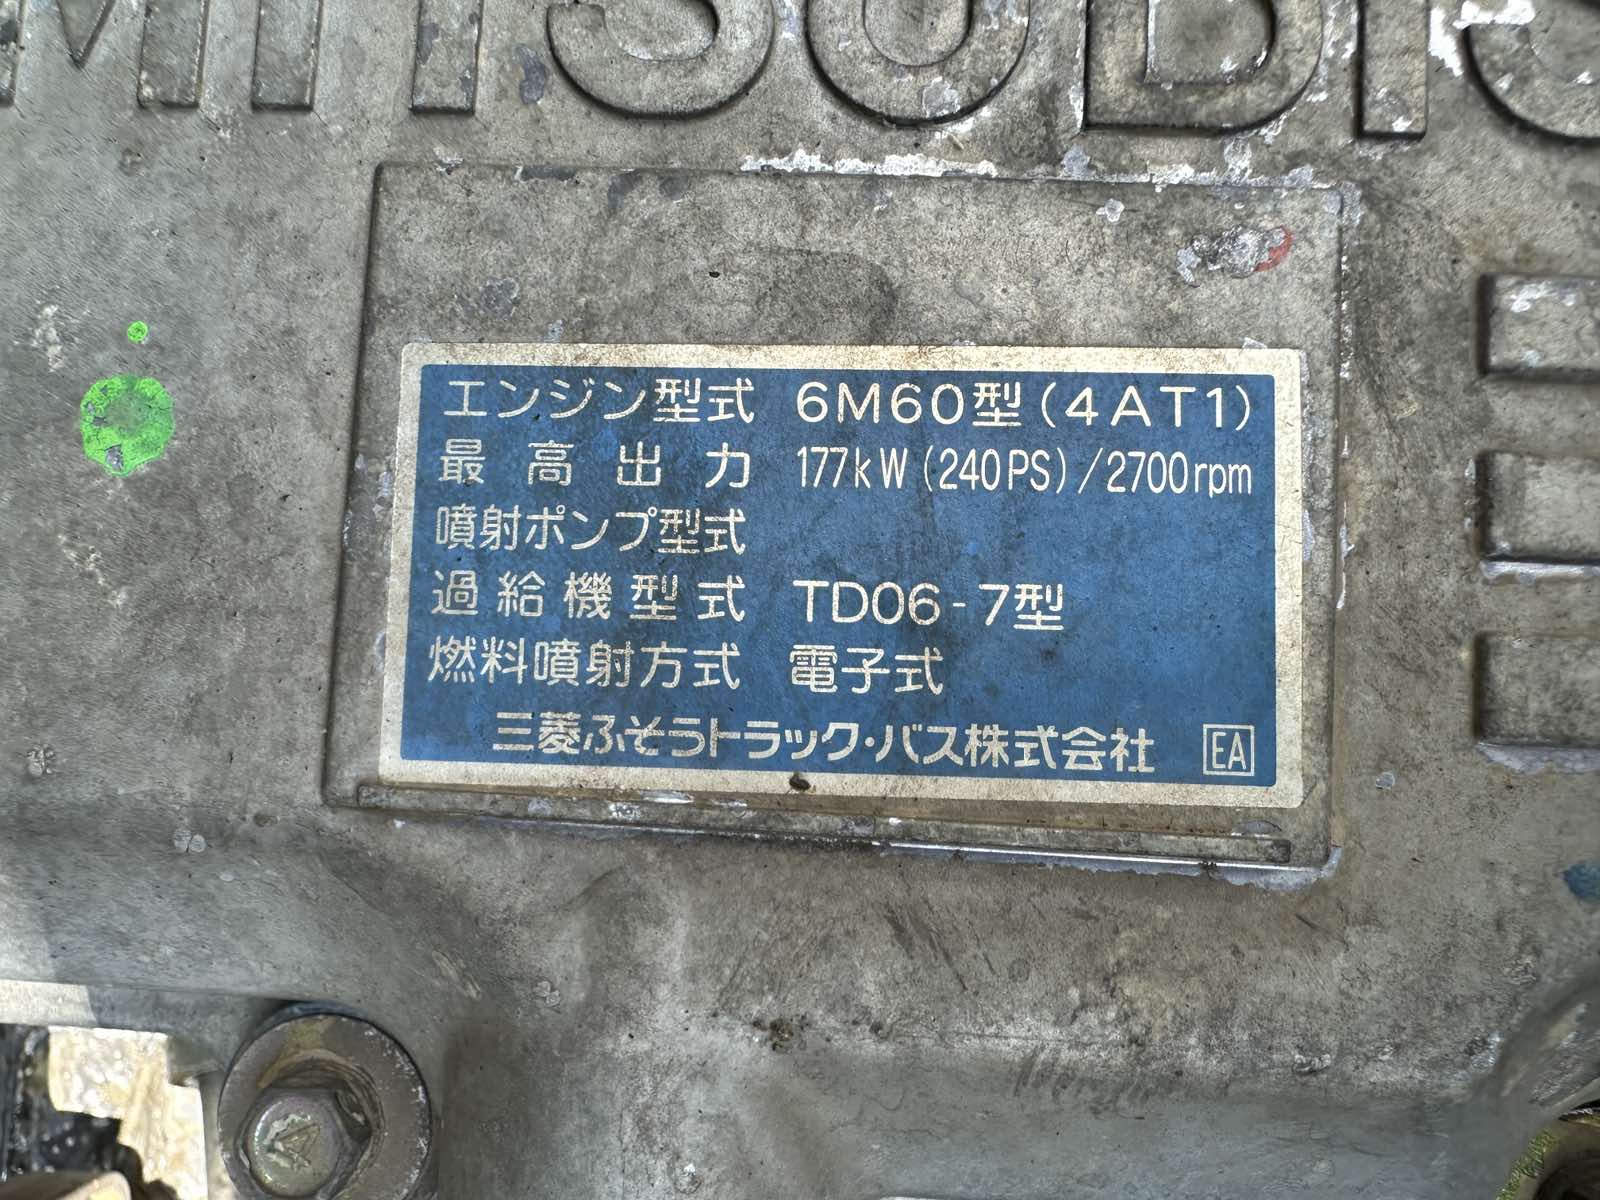 MITSUBIS
エンジン型式 6M60型(4AT1)
最高出力 177kW(240PS)/2700rpm
噴射ポンプ型式
過給機型式 TD06-7型
燃料噴射方式 電子式
三菱ふそうトラック・バス株式会社 EA